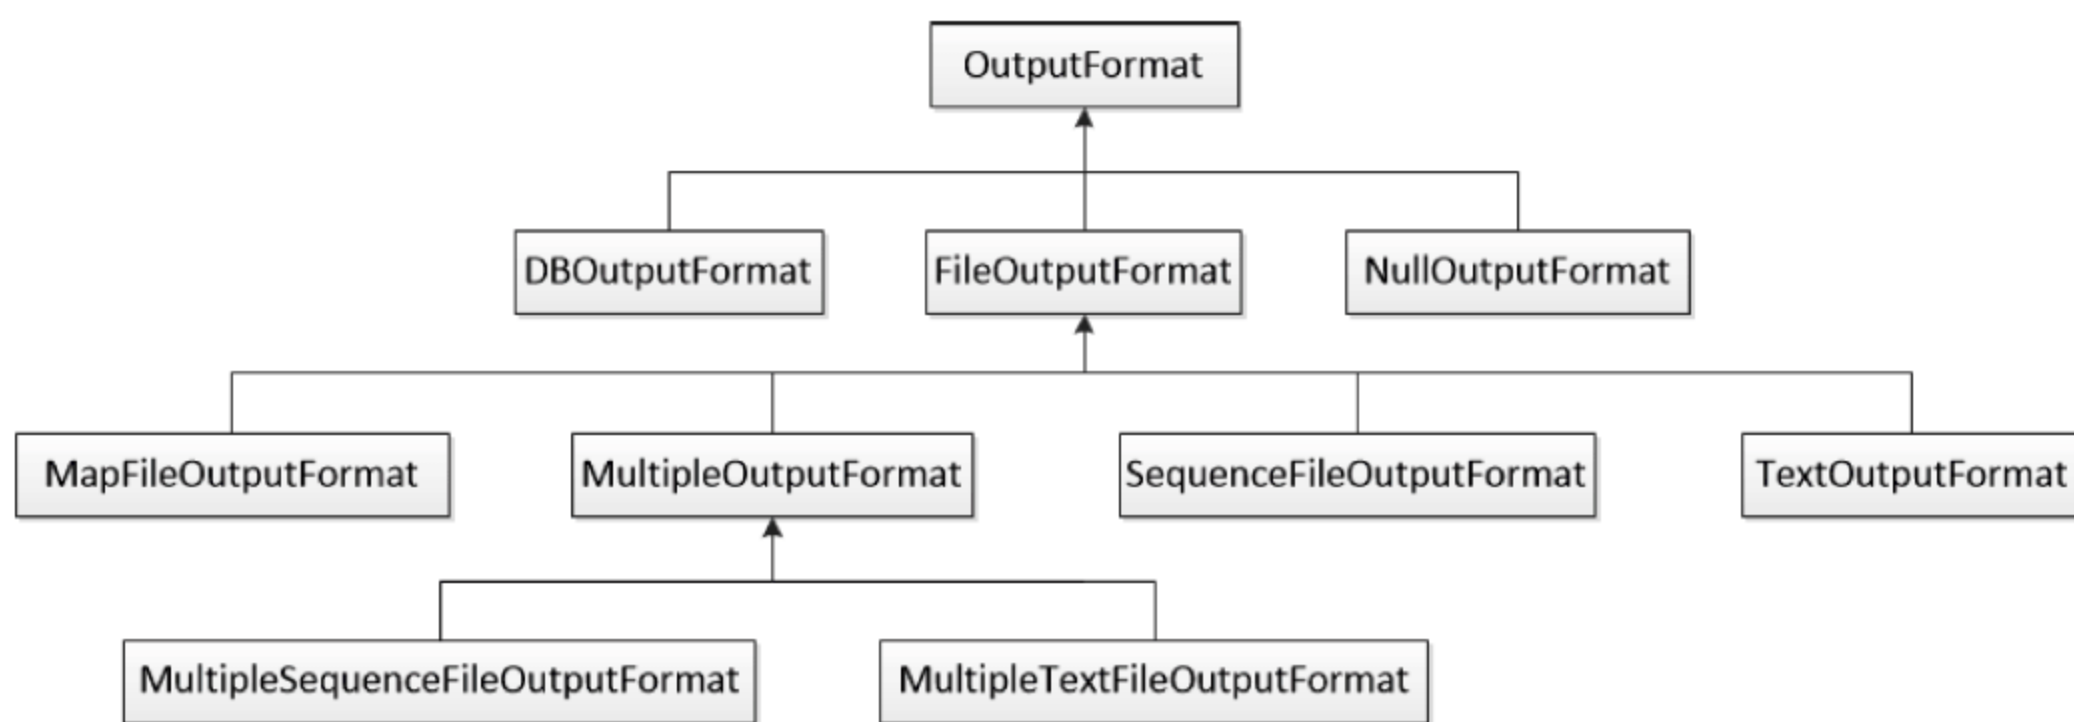 OutputFormat
DBOutputFormat
FileOutputFormat
NullOutputFormat
MapFileOutputFormat
MultipleOutputFormat
SequenceFileOutputFormat
TextOutputFormat
MultipleSequenceFileOutputFormat
MultipleTextFileOutputFormat